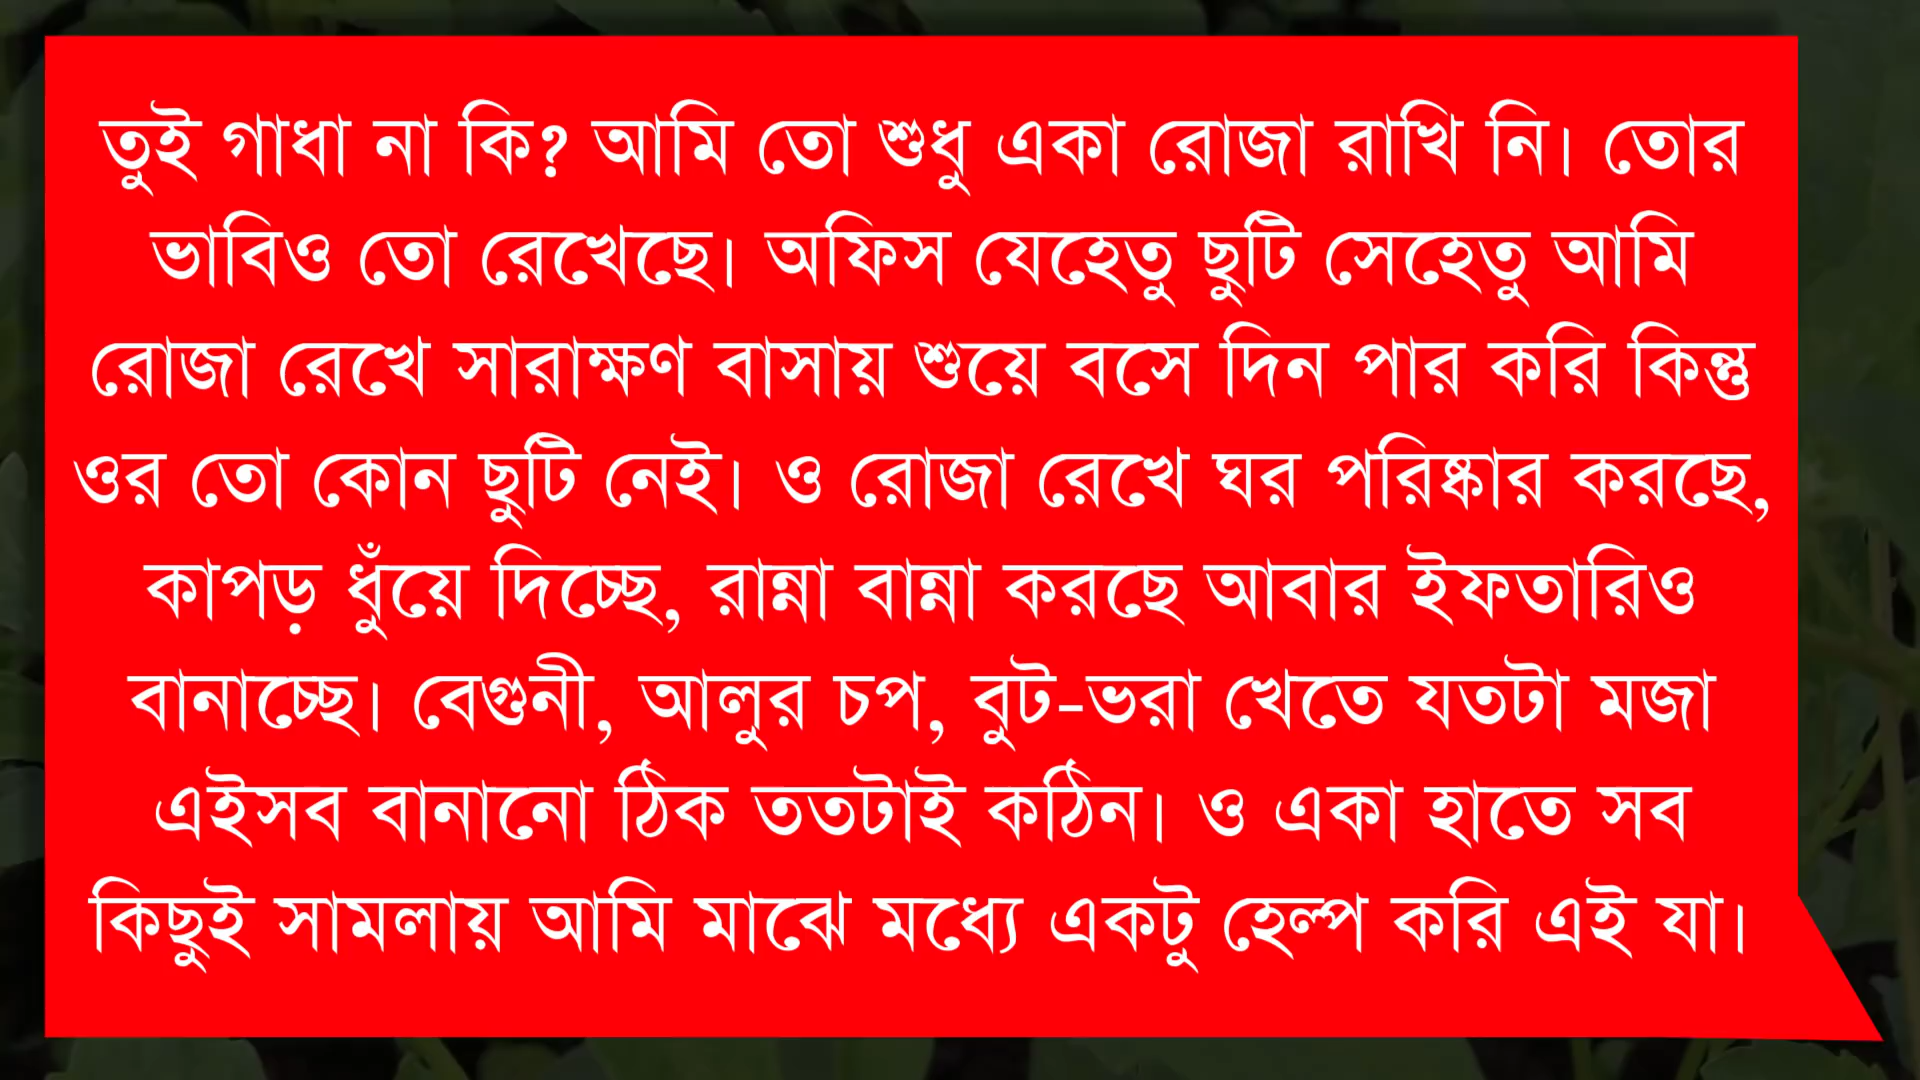 তুই গাধা না কি? আমি তো শুধু একা রোজা রাখি নি। তোর
ভাবিও তো রেখেছে। অফিস যেহেতু ছুটি সেহেতু আমি
রোজা রেখে সারাক্ষণ বাসায় শুয়ে বসে দিন পার করি কিন্তু
ওর তো কোন ছুটি নেই। ও রোজা রেখে ঘর পরিষ্কার করছে,
কাপড় ধুঁয়ে দিচ্ছে, রান্না বান্না করছে আবার ইফতারিও
বানাচ্ছে। বেগুনী, আলুর চপ, বুট-ভরা খেতে যতটা মজা
এইসব বানানো ঠিক ততটাই কঠিন। ও একা হাতে সব
কিছুই সামলায় আমি মাঝে মধ্যে একটু হেল্প করি এই যা।